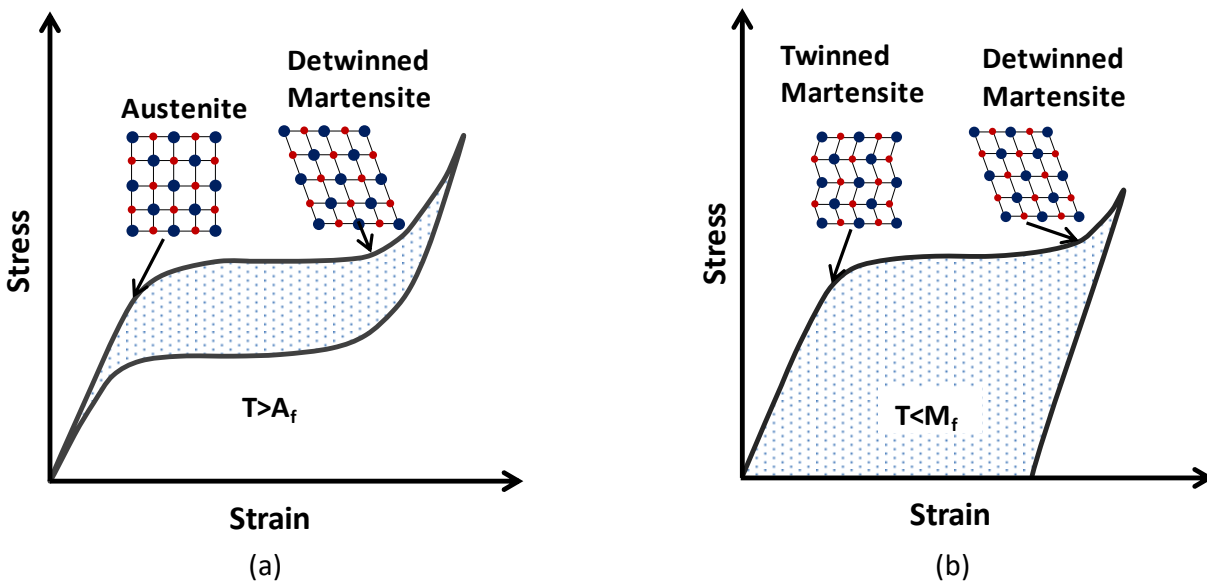 Austenite
Detwinned
Martensite
Stress
T>Af
Strain
(a)
Twinned
Martensite
Detwinned
Martensite
Stress
T<Mf
Strain
(b)